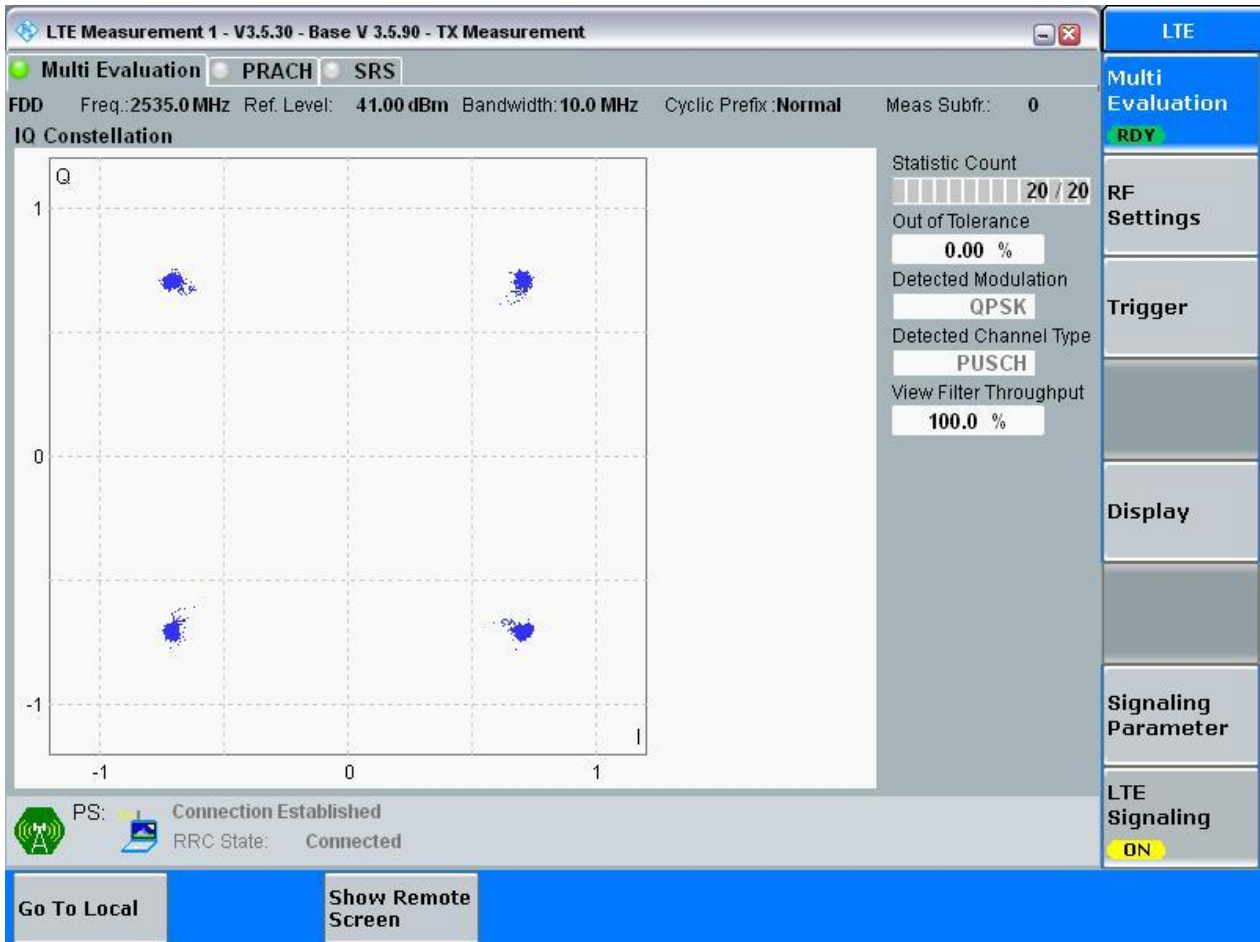 LTE Measurement 1 - V3.5.30 - Base V 3.5.90 - TX Measurement
LTE
Multi Evaluation PRACH SRS
FDD Freq.:2535.0 MHz Ref. Level: 41.00 dBm Bandwidth:10.0 MHz Cyclic Prefix :Normal Meas Subfr.: 0
IQ Constellation
Q
1
0
-1
-1 0 1
I
Statistic Count
20 / 20
Out of Tolerance
0.00 %
Detected Modulation
QPSK
Detected Channel Type
PUSCH
View Filter Throughput
100.0 %
Multi
Evaluation
RDY
RF
Settings
Trigger
Display
Signaling
Parameter
LTE
Signaling
ON
PS: Connection Established
RRC State: Connected
Go To Local
Show Remote
Screen